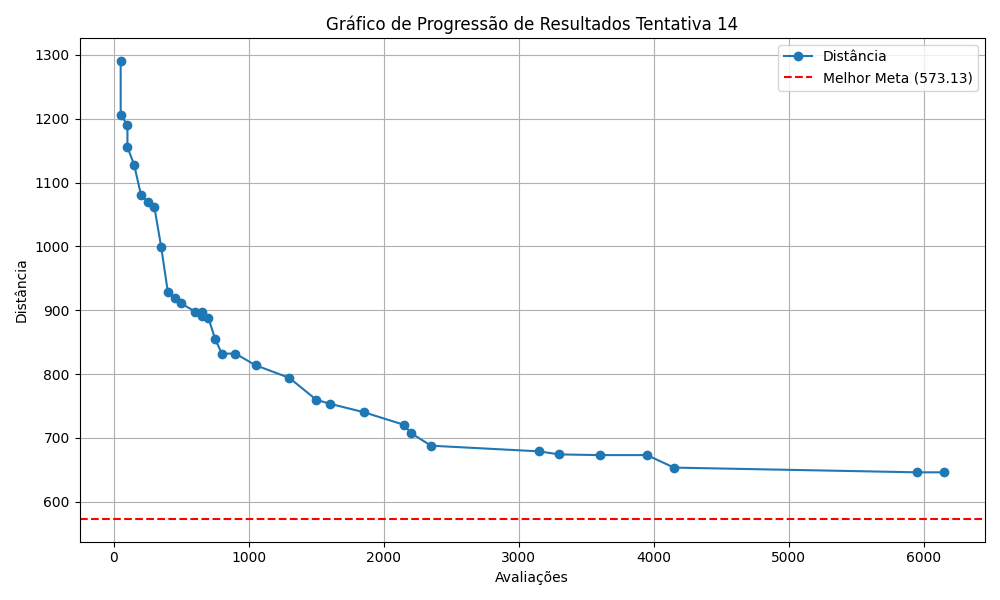 Gráfico de Progressão de Resultados Tentativa 14
Distância
Melhor Meta (573.13)
1300
1200
1100
1000
900
800
700
600
Distância
0 1000 2000 3000 4000 5000 6000
Avaliações